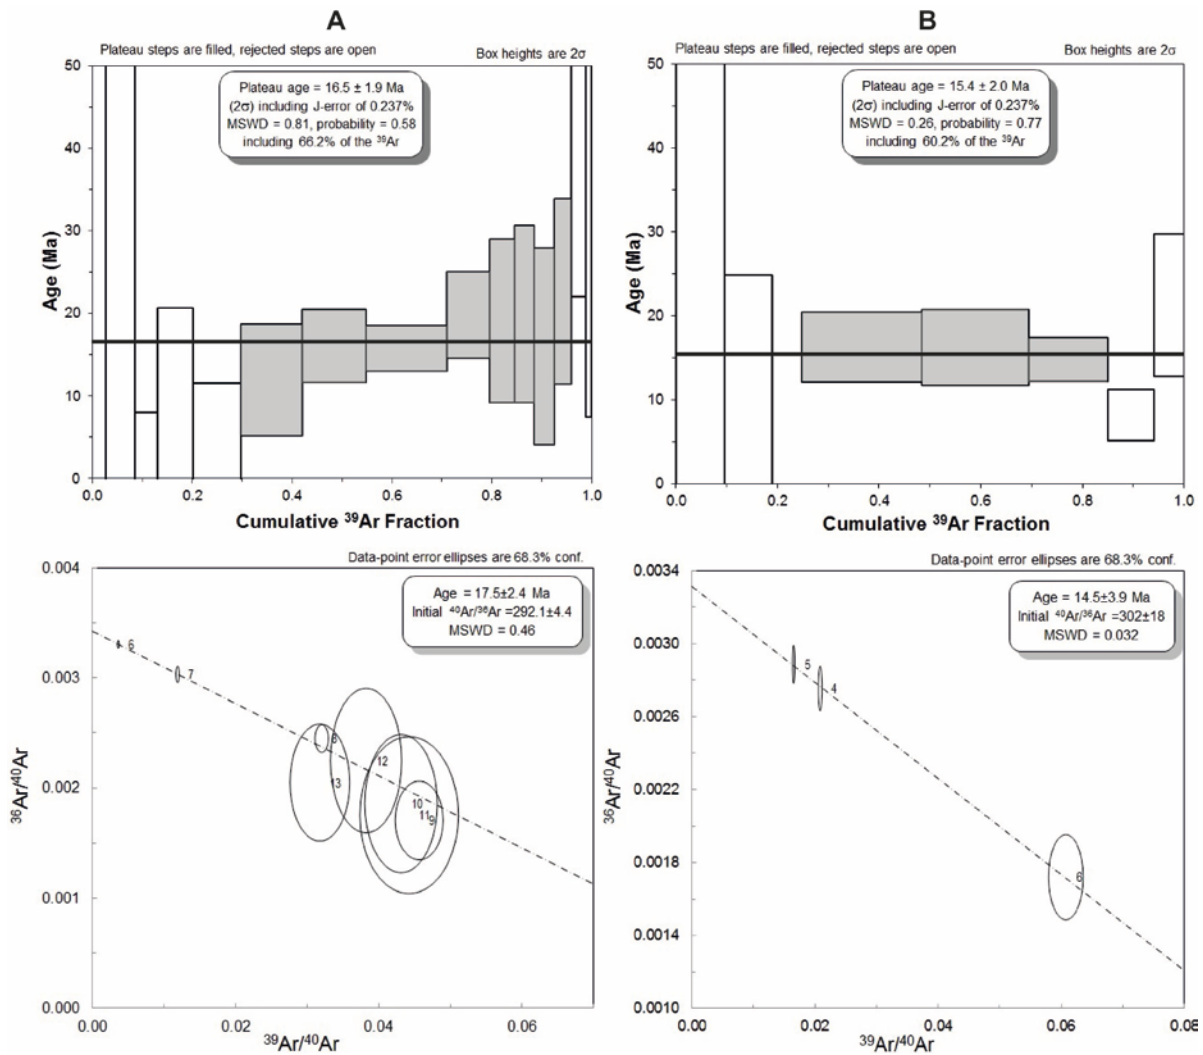 A
Plateau steps are filled, rejected steps are open
Box heights are 2σ
Plateau age = 16.5 ± 1.9 Ma
(2σ) including J-error of 0.237%
MSWD = 0.81, probability = 0.58
including 66.2% of the ³⁹Ar
50
40
30
20
10
0
Age (Ma)
0.0 0.2 0.4 0.6 0.8 1.0
Cumulative ³⁹Ar Fraction
B
Plateau steps are filled, rejected steps are open
Box heights are 2σ
Plateau age = 15.4 ± 2.0 Ma
(2σ) including J-error of 0.237%
MSWD = 0.26, probability = 0.77
including 60.2% of the ³⁹Ar
50
40
30
20
10
0
Age (Ma)
0.0 0.2 0.4 0.6 0.8 1.0
Cumulative ³⁹Ar Fraction
Data-point error ellipses are 68.3% conf.
Age = 17.5±2.4 Ma
Initial ⁴⁰Ar/³⁶Ar =292.1±4.4
MSWD = 0.46
0.004
0.003
0.002
0.001
0.000
³⁶Ar/⁴⁰Ar
6
7
8
12
13
10
11
9
0.00 0.02 0.04 0.06
³⁹Ar/⁴⁰Ar
Data-point error ellipses are 68.3% conf.
Age = 14.5±3.9 Ma
Initial ⁴⁰Ar/³⁶Ar =302±18
MSWD = 0.032
0.0034
0.0030
0.0026
0.0022
0.0018
0.0014
0.0010
³⁶Ar/⁴⁰Ar
5
4
6
0.00 0.02 0.04 0.06 0.08
³⁹Ar/⁴⁰Ar